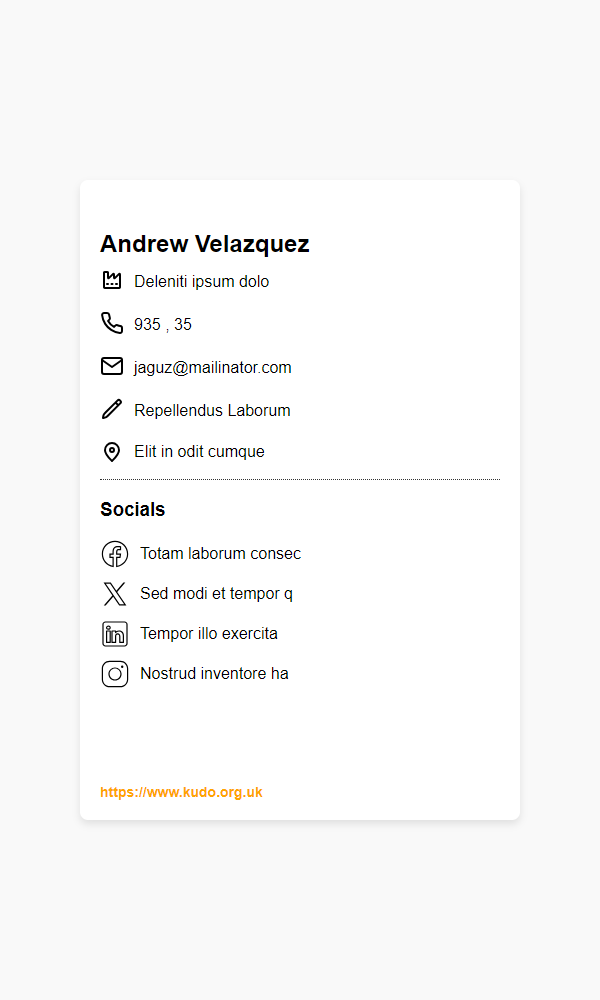 Andrew Velazquez
Deleniti ipsum dolo
935 , 35
jaguz@mailinator.com
Repellendus Laborum
Elit in odit cumque
Socials
Totam laborum consec
Sed modi et tempor q
Tempor illo exercita
Nostrud inventore ha
https://www.kudo.org.uk